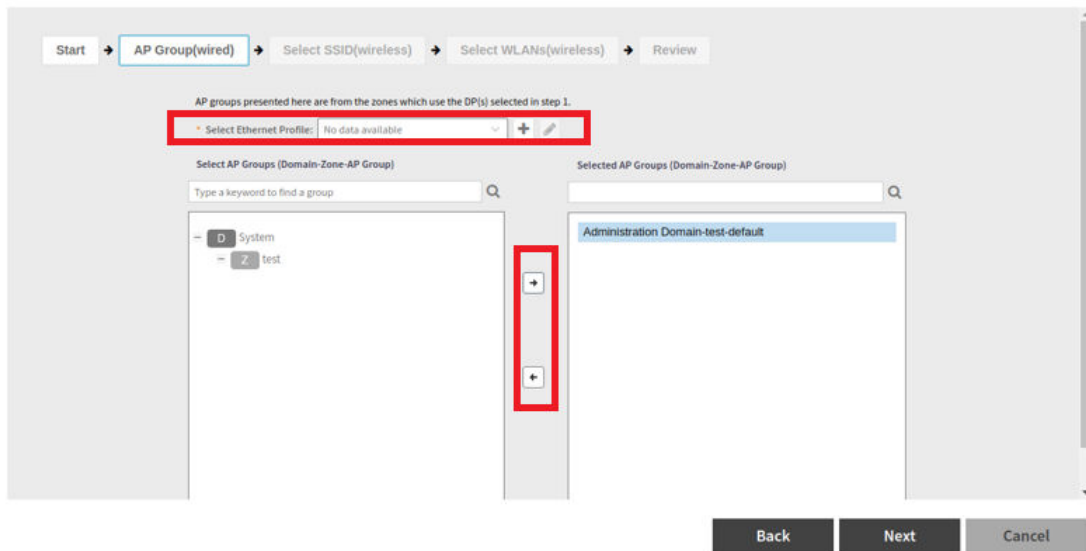 Start → AP Group(wired) → Select SSID(wireless) → Select WLANs(wireless) → Review
AP groups presented here are from the zones which use the DP(s) selected in step 1.
* Select Ethernet Profile: No data available
Select AP Groups (Domain-Zone-AP Group)
Selected AP Groups (Domain-Zone-AP Group)
Type a keyword to find a group
D System
Z test
Administration Domain-test-default
Back Next Cancel